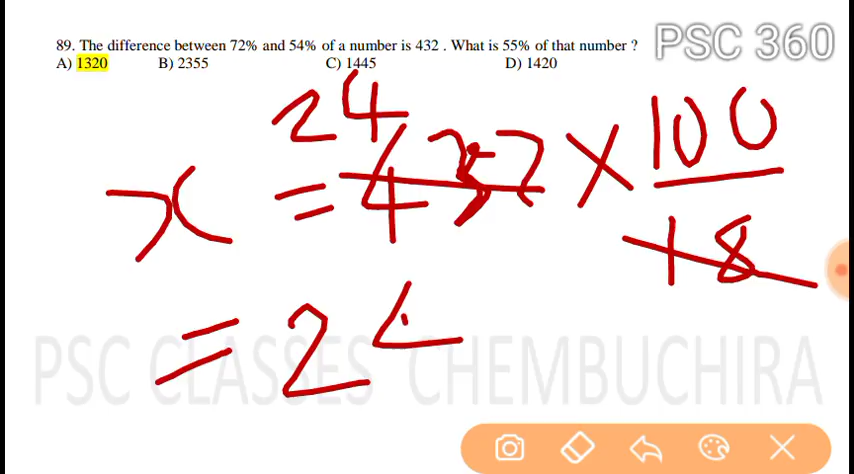 89. The difference between 72% and 54% of a number is 432 . What is 55% of that number ?
PSC 360
A) 1320 B) 2355 C) 1445 D) 1420
24
x = 432 × 100
18
= 24
PSC CLASSES CHEMBUCHIRA